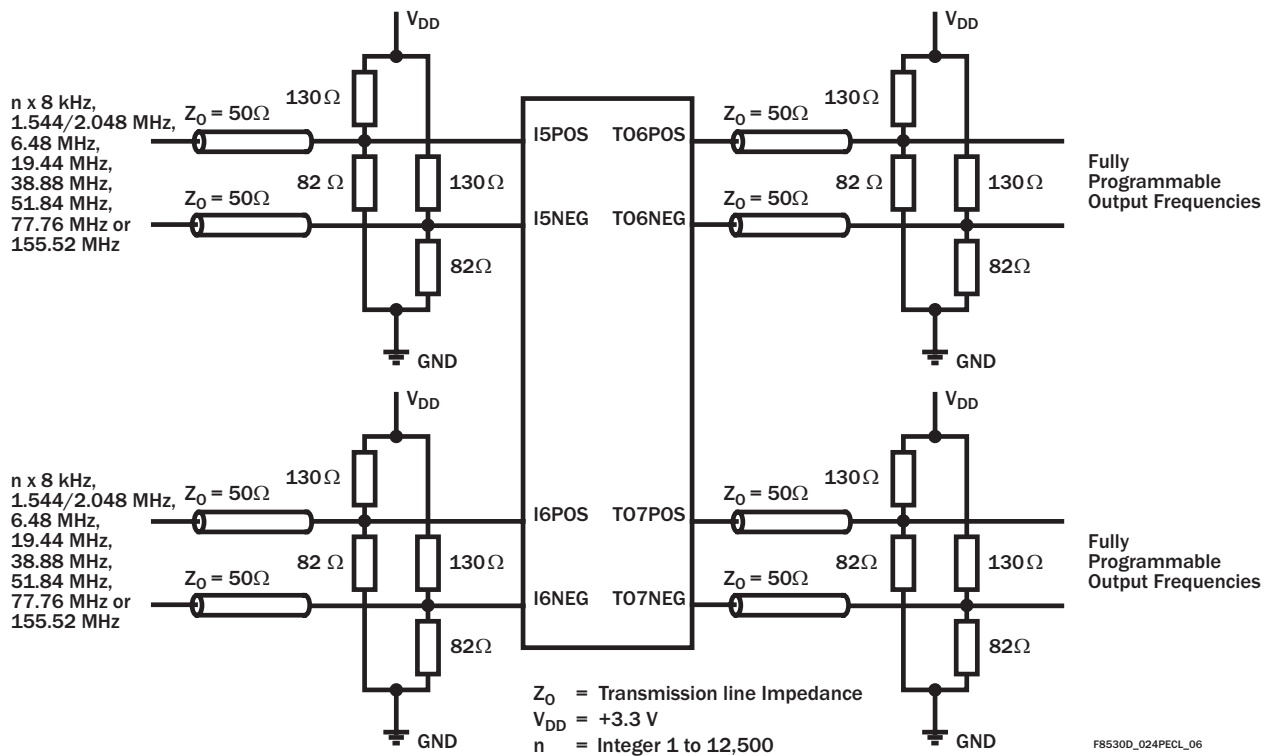 V_DD
V_DD
130Ω
130Ω
n x 8 kHz,
1.544/2.048 MHz,
6.48 MHz,
19.44 MHz,
38.88 MHz,
51.84 MHz,
77.76 MHz or
155.52 MHz
Z_O = 50Ω
Z_O = 50Ω
I5POS
TO6POS
82 Ω
130Ω
82 Ω
130Ω
Fully
Programmable
Output Frequencies
Z_O = 50Ω
Z_O = 50Ω
I5NEG
TO6NEG
82Ω
82Ω
GND
GND
V_DD
V_DD
130Ω
130Ω
n x 8 kHz,
1.544/2.048 MHz,
6.48 MHz,
19.44 MHz,
38.88 MHz,
51.84 MHz,
77.76 MHz or
155.52 MHz
Z_O = 50Ω
Z_O = 50Ω
I6POS
TO7POS
82 Ω
130Ω
82Ω
130Ω
Fully
Programmable
Output Frequencies
Z_O = 50Ω
Z_O = 50Ω
I6NEG
TO7NEG
82Ω
82Ω
GND
GND
Z_O = Transmission line Impedance
V_DD = +3.3 V
n = Integer 1 to 12,500
F8530D_024PECL_06